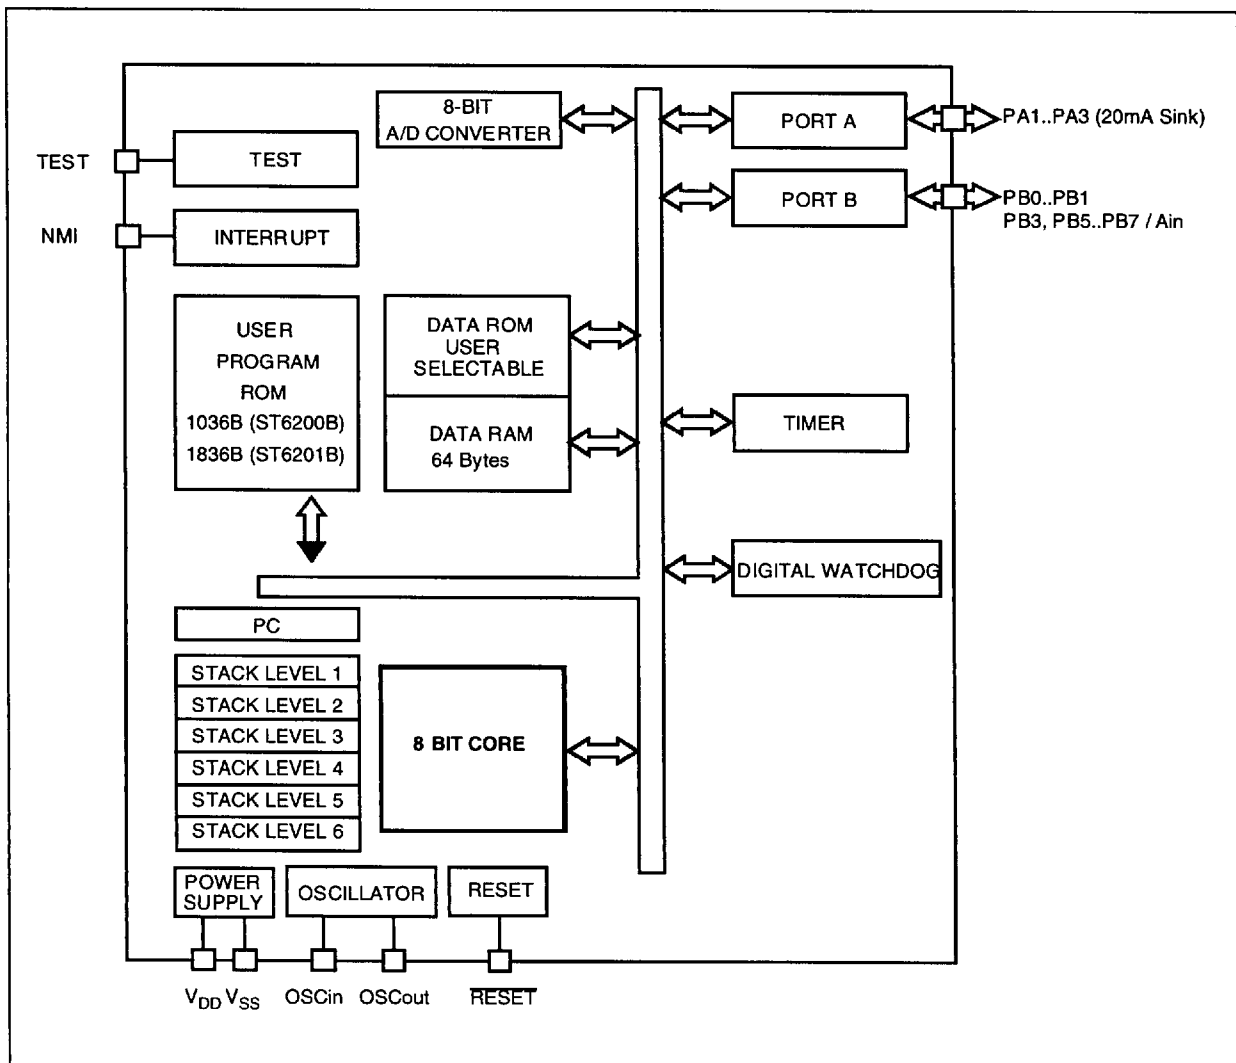 8-BIT
A/D CONVERTER
PORT A
PA1..PA3 (20mA Sink)
TEST
TEST
PORT B
PB0..PB1
PB3, PB5..PB7 / Ain
NMI
INTERRUPT
USER
PROGRAM
ROM
1036B (ST6200B)
1836B (ST6201B)
DATA ROM
USER
SELECTABLE
DATA RAM
64 Bytes
TIMER
DIGITAL WATCHDOG
PC
STACK LEVEL 1
STACK LEVEL 2
STACK LEVEL 3
STACK LEVEL 4
STACK LEVEL 5
STACK LEVEL 6
8 BIT CORE
POWER
SUPPLY
OSCILLATOR
RESET
VDD VSS OSCin OSCout RESET